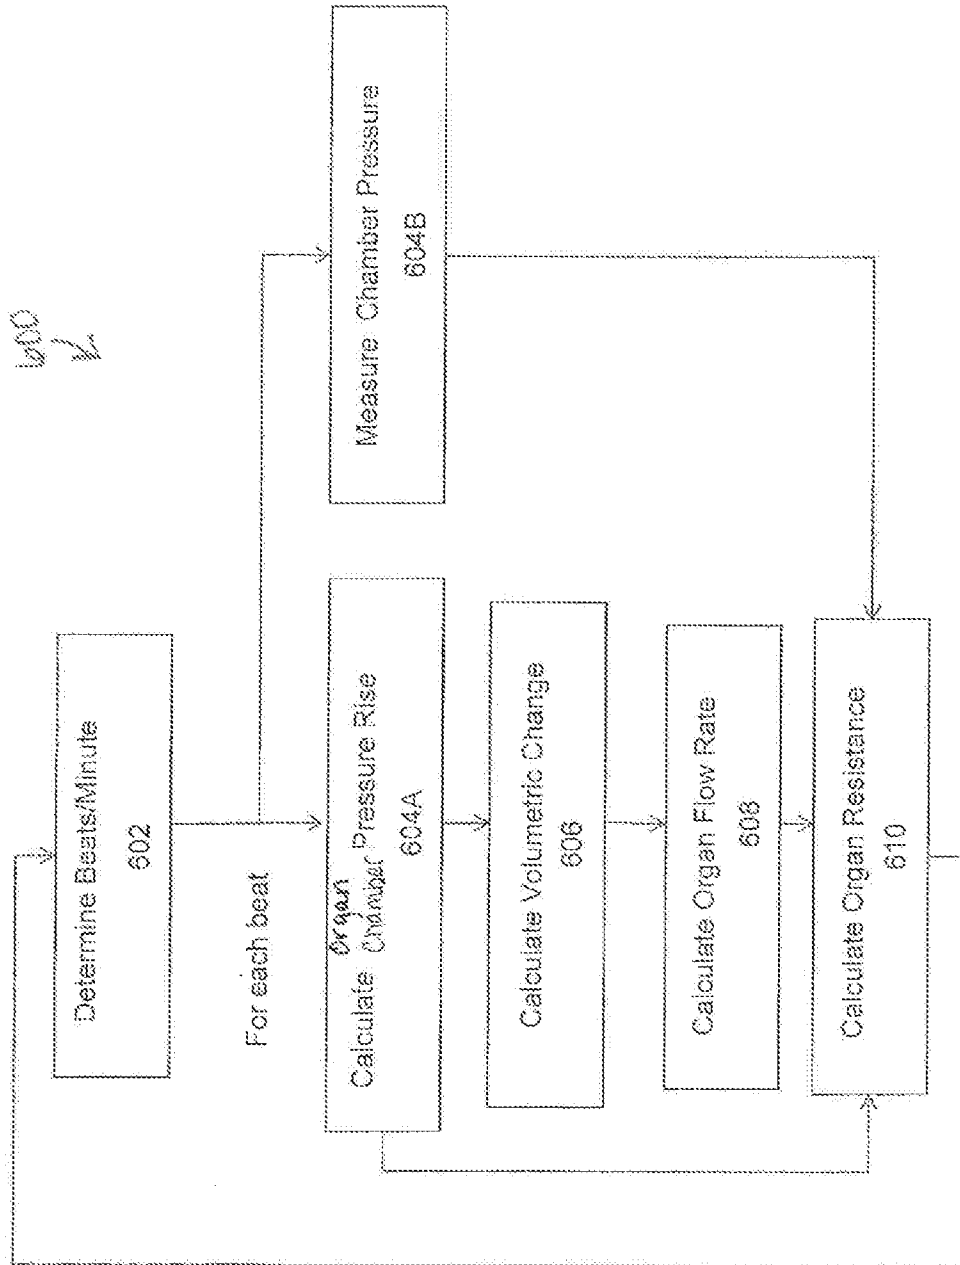 600
Determine Beats/Minute
602
For each beat
organ
chamber
Calculate Pressure Rise
604A
Measure Chamber Pressure
604B
Calculate Volumetric Change
606
Calculate Organ Flow Rate
608
Calculate Organ Resistance
610